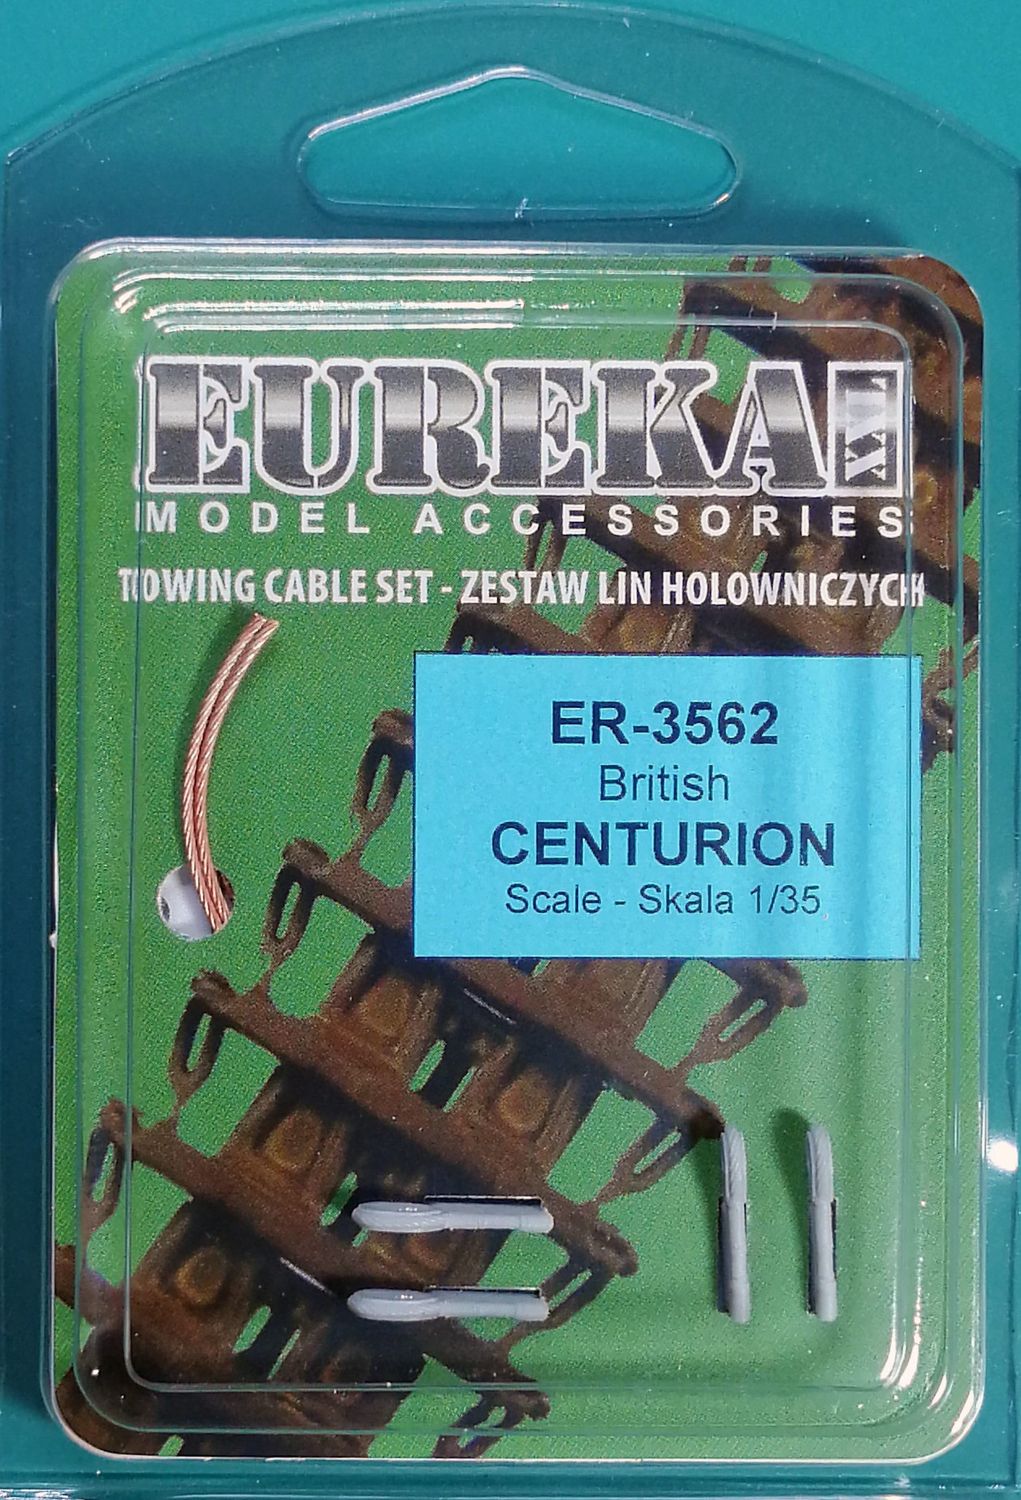 EUREKA XXL
MODEL ACCESSORIES
TOWING CABLE SET - ZESTAW LIN HOLOWNICZYCH
ER-3562
British
CENTURION
Scale - Skala 1/35